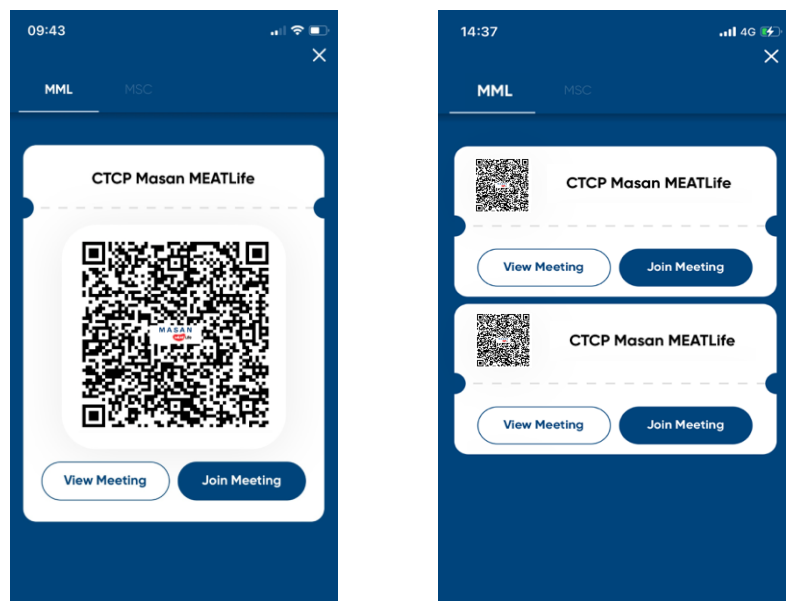 09:43
MML MSC
CTCP Masan MEATLife
MASAN
View Meeting Join Meeting
14:37 4G
MML MSC
CTCP Masan MEATLife
View Meeting Join Meeting
CTCP Masan MEATLife
View Meeting Join Meeting